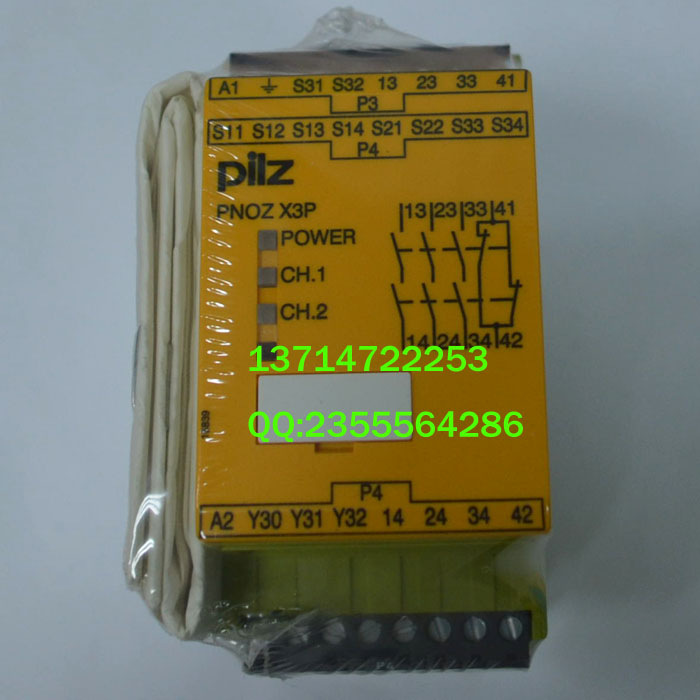 A1 ⏚ S31 S32 13 23 33 41
P3
S11 S12 S13 S14 S21 S22 S33 S34
P4
pilz
PNOZ X3P
13 23 33 41
POWER
CH.1
CH.2
14 24 34 42
13714722253
QQ:2355564286
P4
A2 Y30 Y31 Y32 14 24 34 42